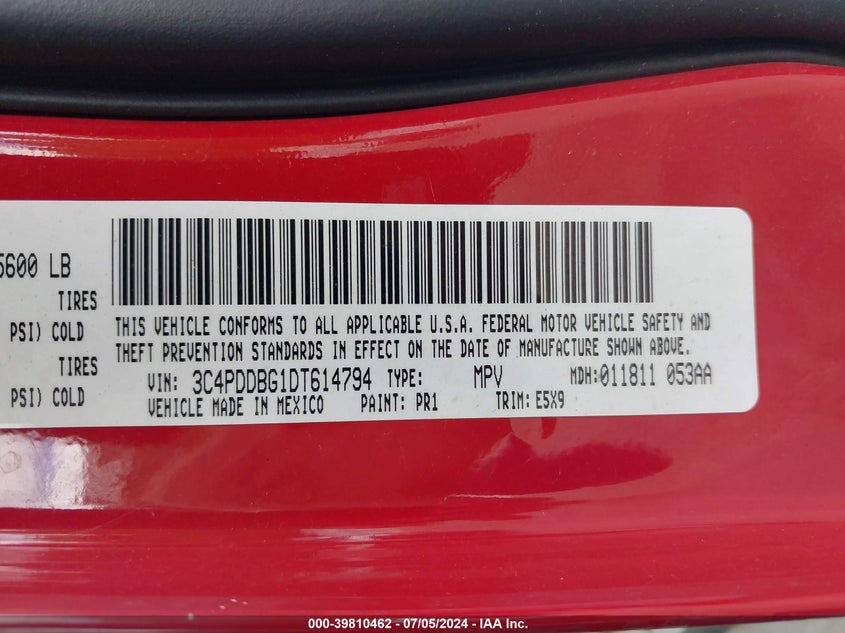 5600 LB
TIRES
PSI) COLD
TIRES
PSI) COLD
THIS VEHICLE CONFORMS TO ALL APPLICABLE U.S.A. FEDERAL MOTOR VEHICLE SAFETY AND
THEFT PREVENTION STANDARDS IN EFFECT ON THE DATE OF MANUFACTURE SHOWN ABOVE.
VIN: 3C4PDDBG1DT614794 TYPE: MPV MDH:011811 053AA
VEHICLE MADE IN MEXICO PAINT: PR1 TRIM: E5X9
000-39810462 - 07/05/2024 - IAA Inc.